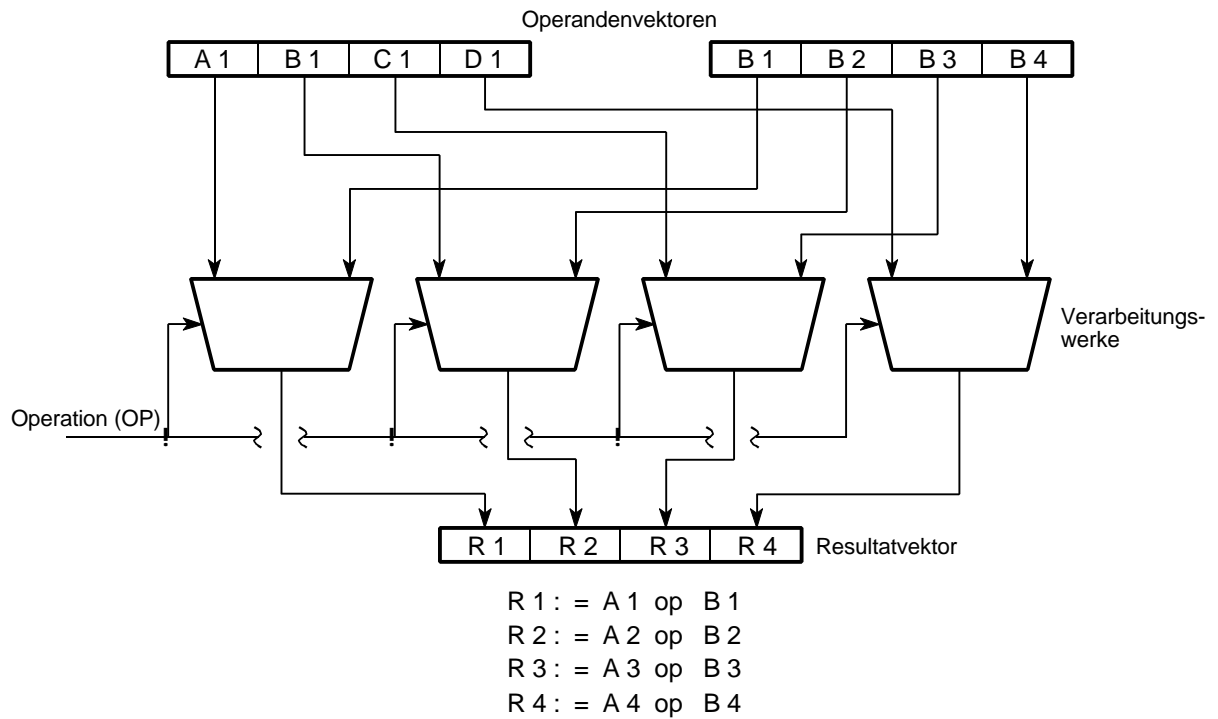 Operandenvektoren
A 1 B 1 C 1 D 1
B 1 B 2 B 3 B 4
Verarbeitungs-
werke
Operation (OP)
R 1 R 2 R 3 R 4
Resultatvektor
R 1 : = A 1 op B 1
R 2 : = A 2 op B 2
R 3 : = A 3 op B 3
R 4 : = A 4 op B 4